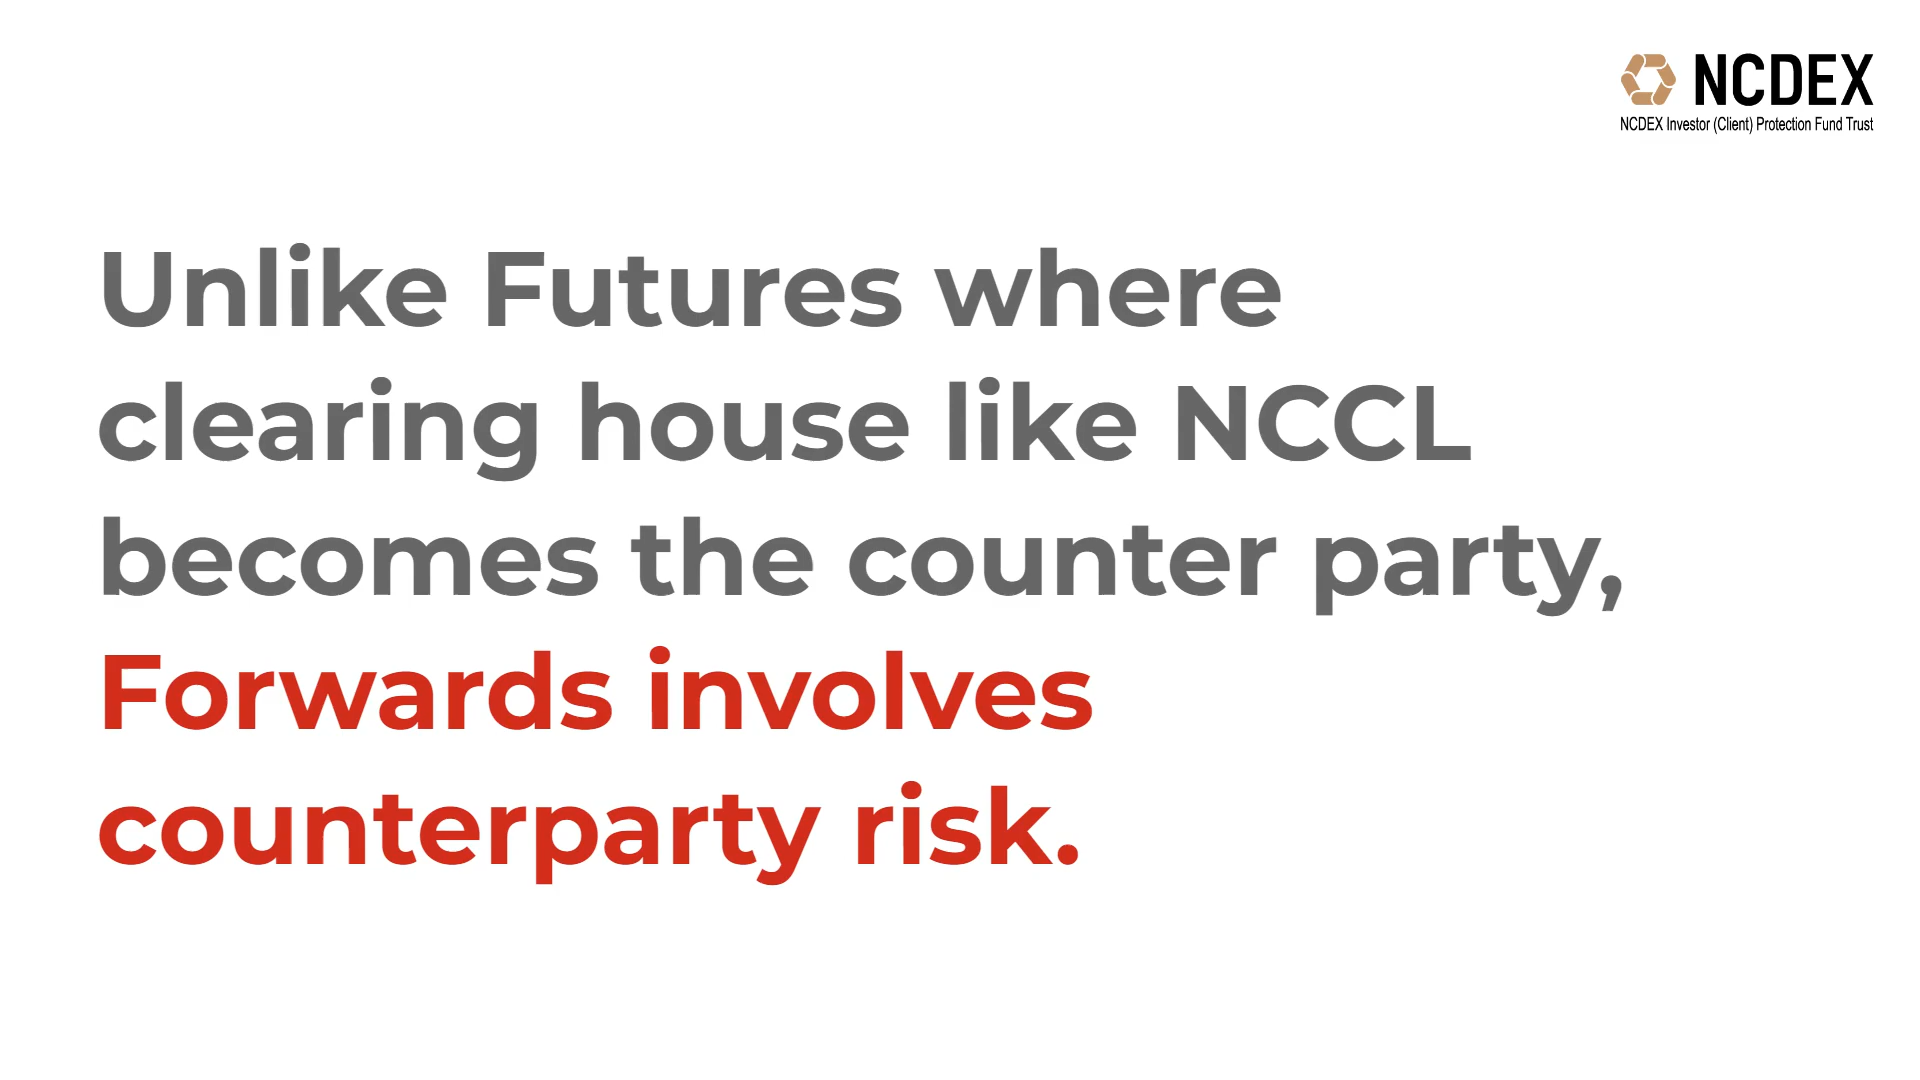 NCDEX
NCDEX Investor (Client) Protection Fund Trust
Unlike Futures where
clearing house like NCCL
becomes the counter party,
Forwards involves
counterparty risk.